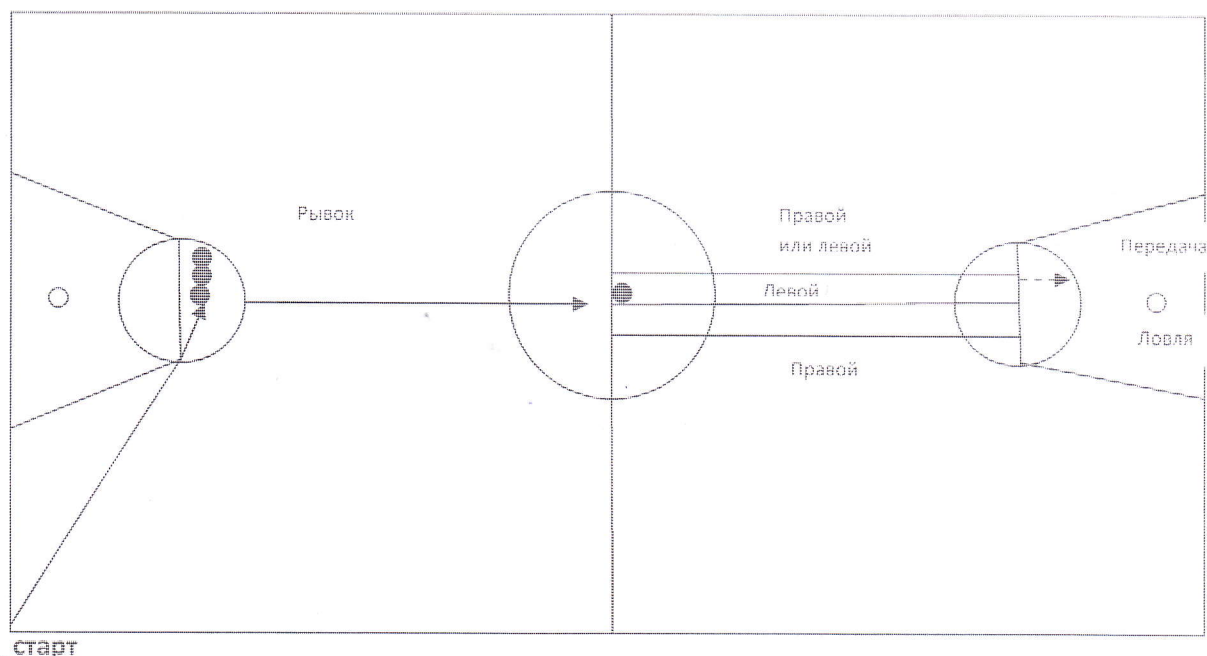 Рывок
Правой
или левой
Передача
Левой
Ловля
Правой
старт